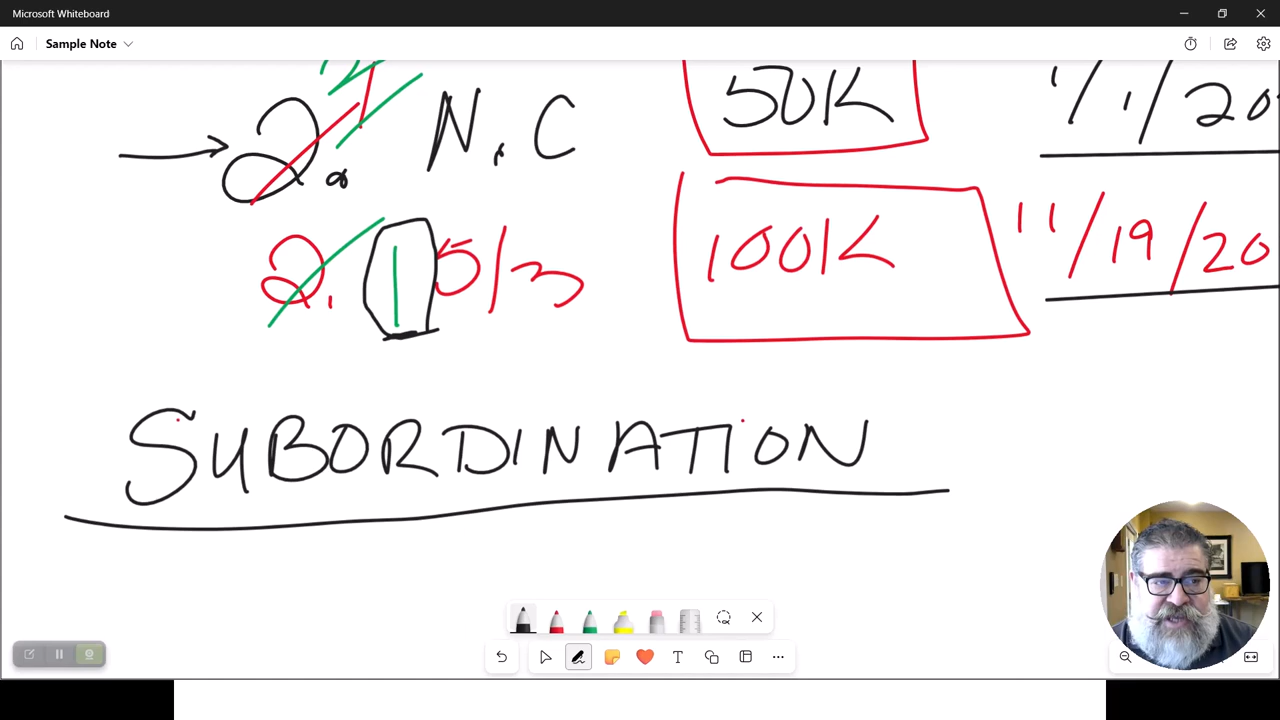 Microsoft Whiteboard
Sample Note
2. N.C 50K 1/1/20
2. 1 5/3 100K 11/19/20
SUBORDINATION